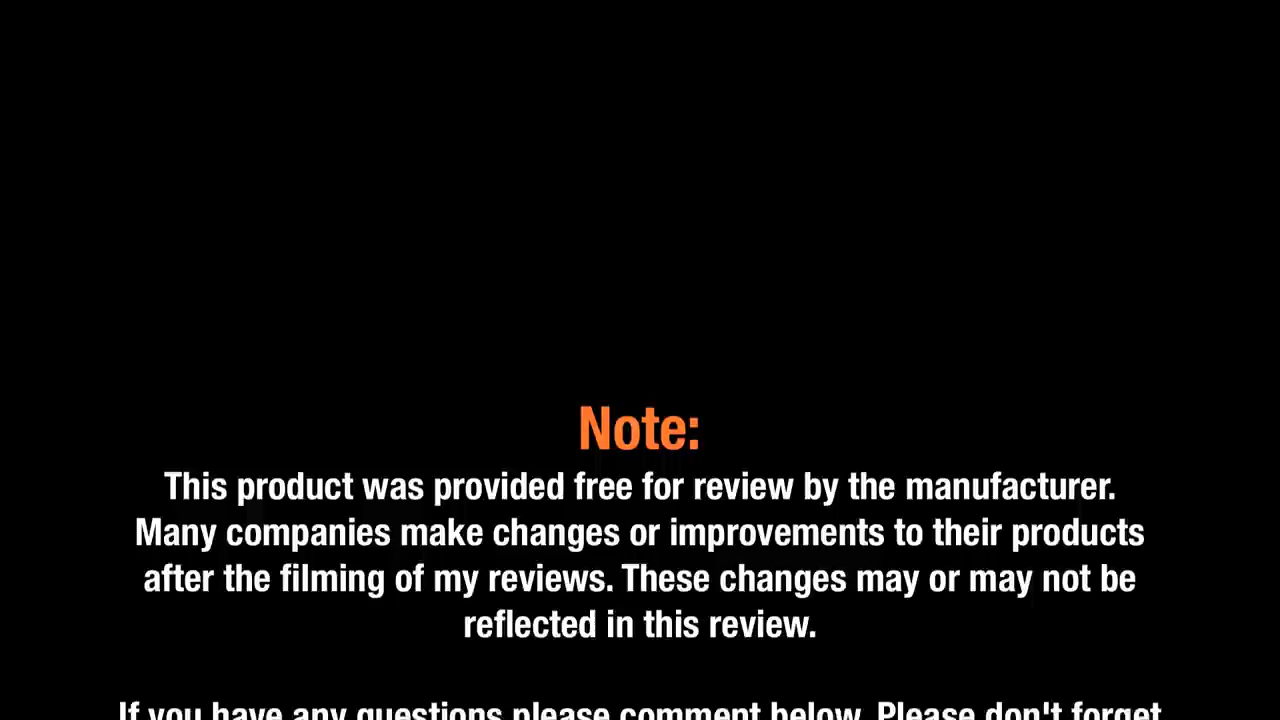 Note:
This product was provided free for review by the manufacturer.
Many companies make changes or improvements to their products
after the filming of my reviews. These changes may or may not be
reflected in this review.
If you have any questions please comment below. Please don't forget